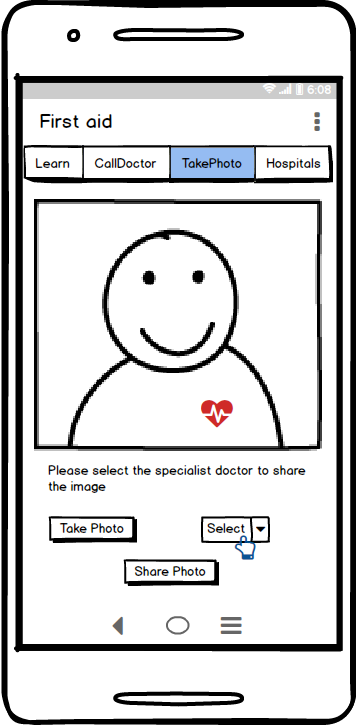 6:08
First aid
Learn CallDoctor TakePhoto Hospitals
Please select the specialist doctor to share
the image
Take Photo Select
Share Photo